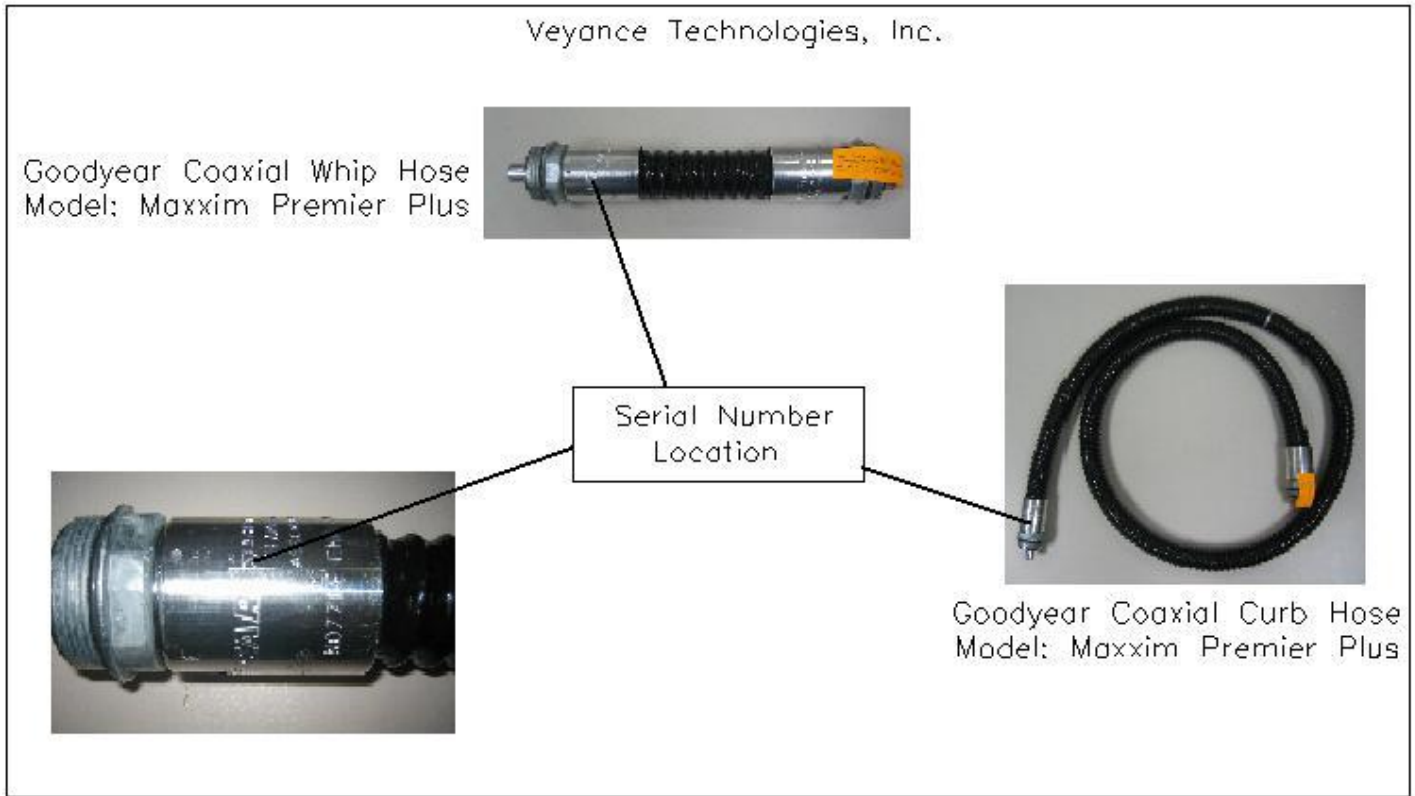 Veyance Technologies, Inc.
Goodyear Coaxial Whip Hose
Model: Maxxim Premier Plus
Serial Number
Location
Goodyear Coaxial Curb Hose
Model: Maxxim Premier Plus